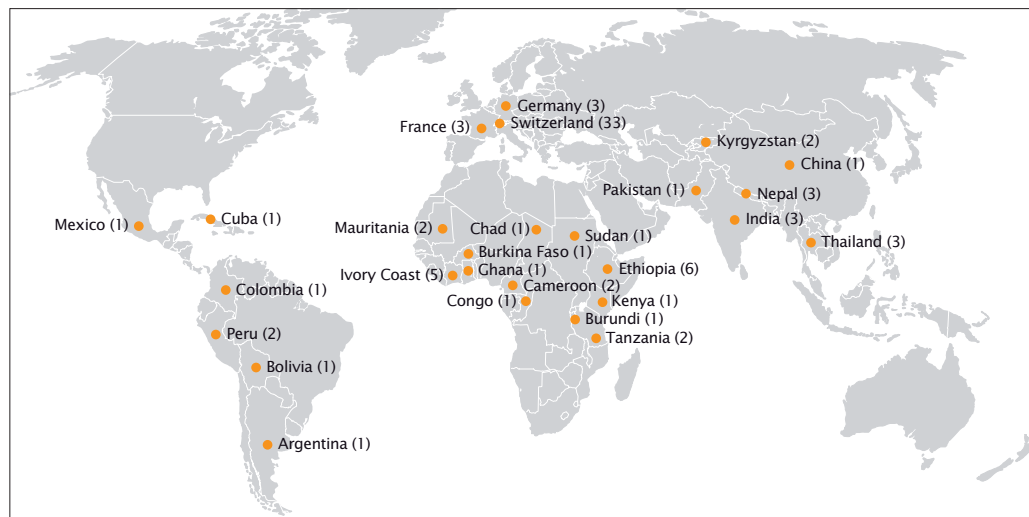 Germany (3)
Switzerland (33)
France (3)
Kyrgyzstan (2)
China (1)
Pakistan (1)
Nepal (3)
Mexico (1)
Cuba (1)
India (3)
Mauritania (2)
Chad (1)
Sudan (1)
Thailand (3)
Burkina Faso (1)
Ivory Coast (5)
Ghana (1)
Ethiopia (6)
Cameroon (2)
Colombia (1)
Congo (1)
Kenya (1)
Burundi (1)
Peru (2)
Tanzania (2)
Bolivia (1)
Argentina (1)